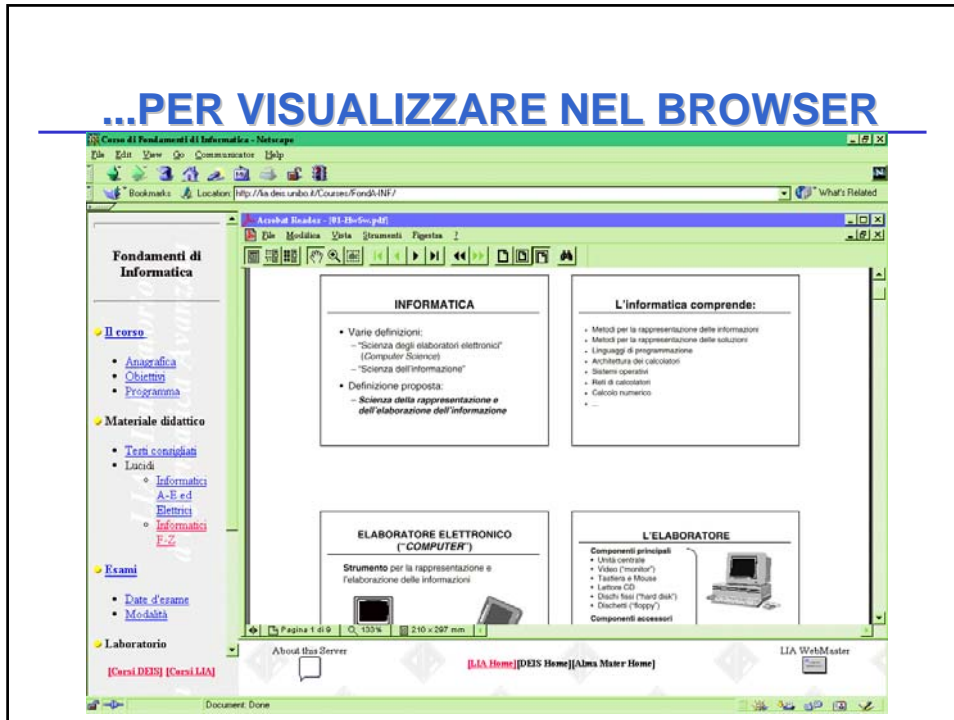 ...PER VISUALIZZARE NEL BROWSER
Corso di Fondamenti di Informatica - Netscape
File Edit View Go Communicator Help
Bookmarks Location: http://lia.deis.unibo.it/Courses/FondA-INF/ What's Related
Fondamenti di
Informatica
Il corso
Anagrafica
Obiettivi
Programma
Materiale didattico
Testi consigliati
Lucidi
Informatici
A-E ed
Elettrici
Informatici
F-Z
Esami
Date d'esame
Modalità
Laboratorio
[Corsi DEIS] [Corsi LIA]
Acrobat Reader - [01-HwSw.pdf]
File Modifica Vista Strumenti Finestra ?
INFORMATICA
• Varie definizioni:
– "Scienza degli elaboratori elettronici"
(Computer Science)
– "Scienza dell'informazione"
• Definizione proposta:
– Scienza della rappresentazione e
dell'elaborazione dell'informazione
L'informatica comprende:
• Metodi per la rappresentazione delle informazioni
• Metodi per la rappresentazione delle soluzioni
• Linguaggi di programmazione
• Architettura dei calcolatori
• Sistemi operativi
• Reti di calcolatori
• Calcolo numerico
• ...
ELABORATORE ELETTRONICO
("COMPUTER")
Strumento per la rappresentazione e
l'elaborazione delle informazioni
L'ELABORATORE
Componenti principali
• Unità centrale
• Video ("monitor")
• Tastiera e Mouse
• Lettore CD
• Dischi fissi ("hard disk")
• Dischetti ("floppy")
Componenti accessori
Pagina 1 di 9 133% 210 x 297 mm
About this Server
[LIA Home][DEIS Home][Alma Mater Home]
LIA WebMaster
Document: Done